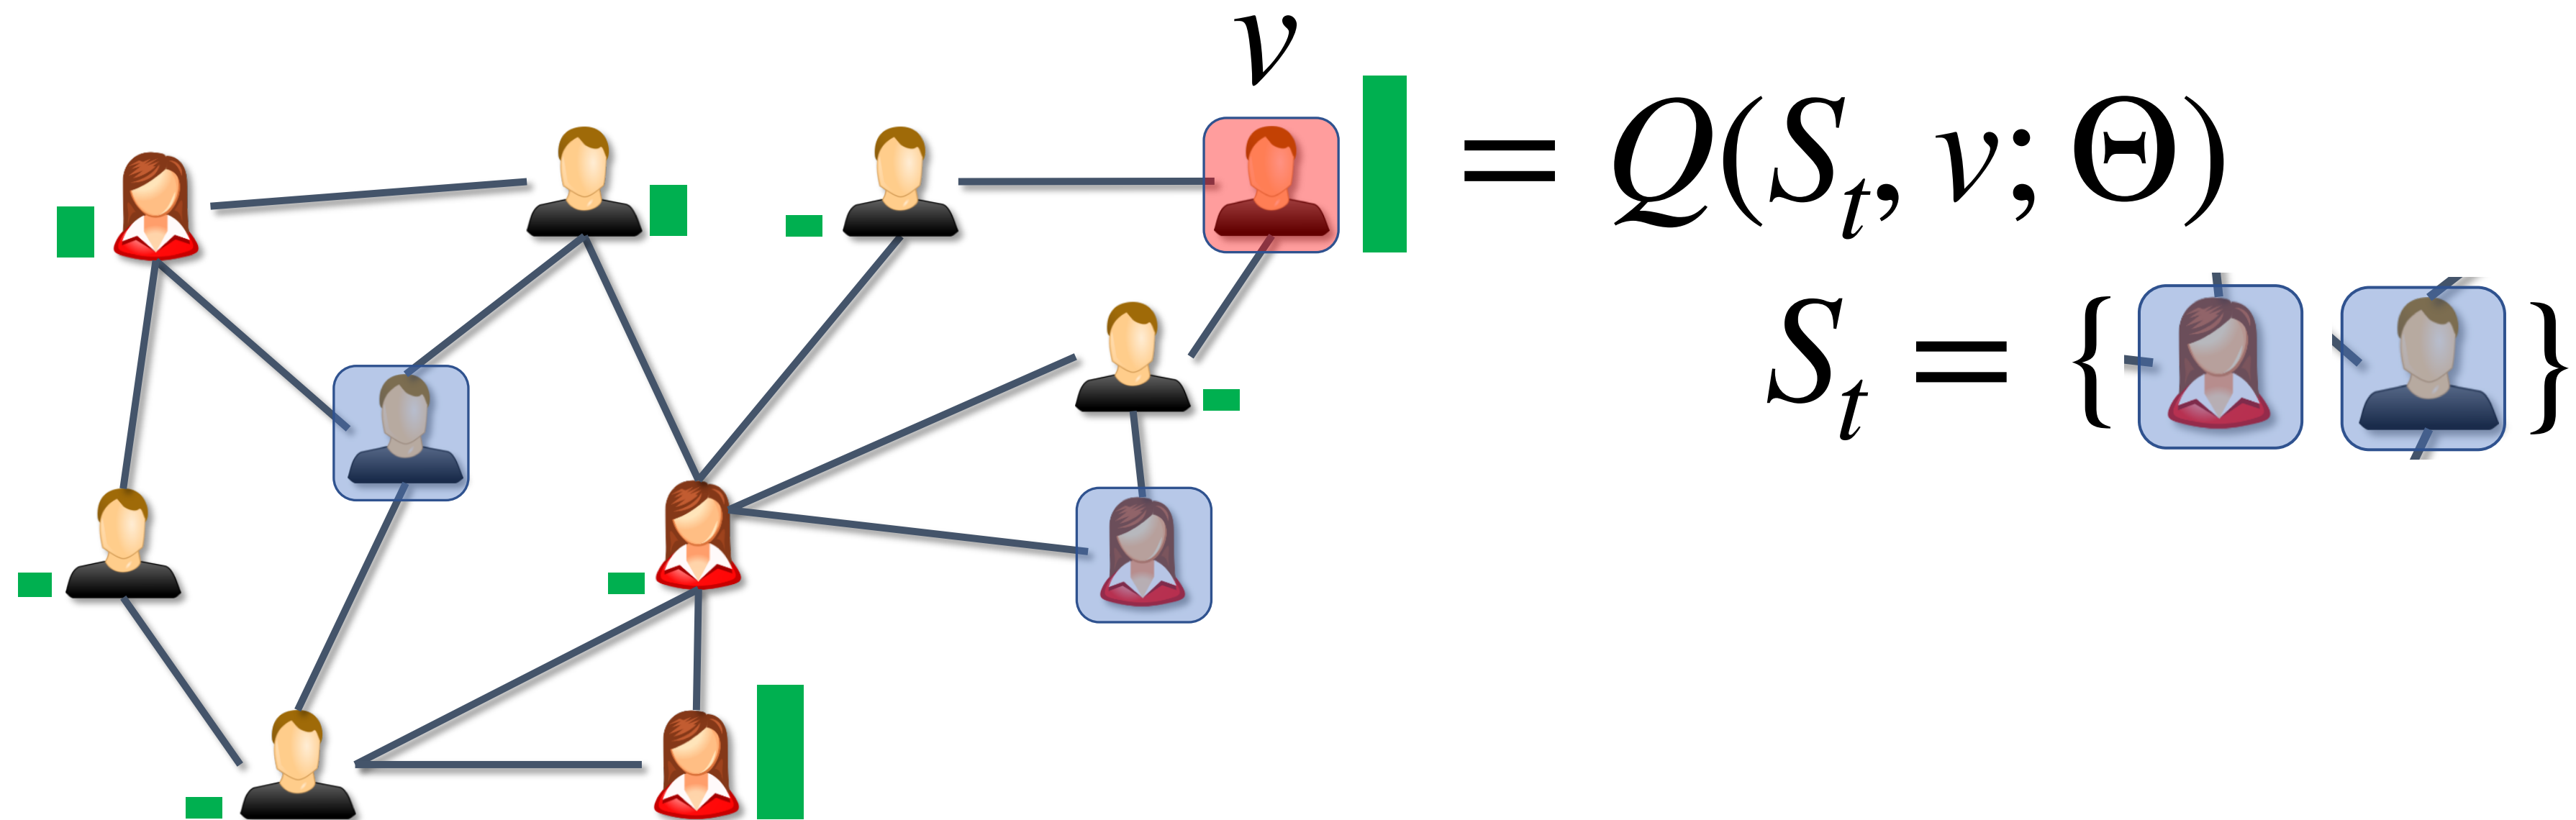 v
= Q(S_t, v; Θ)
S_t = { }